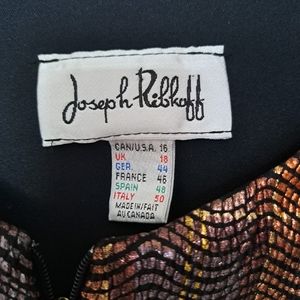 Joseph Ribkoff
CAN/U.S.A. 16
UK 18
GER. 44
FRANCE 46
SPAIN 48
ITALY 50
MADE IN/FAIT
AU CANADA